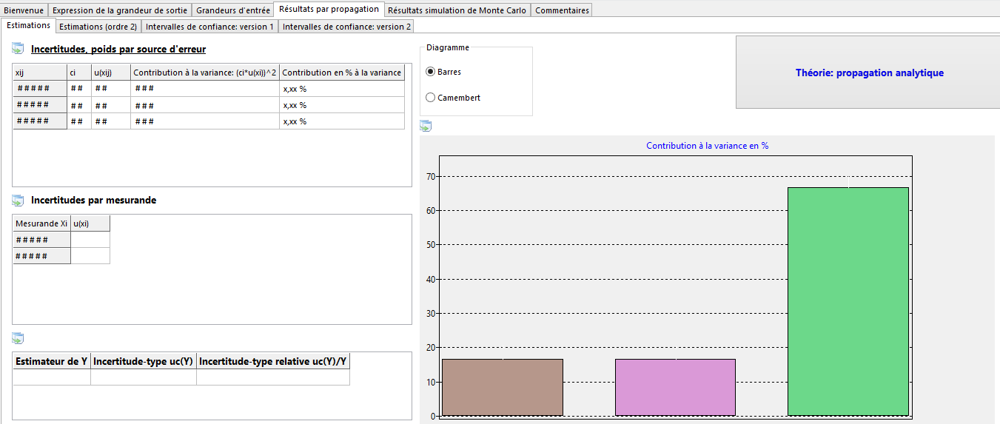 Bienvenue Expression de la grandeur de sortie Grandeurs d'entrée Résultats par propagation Résultats simulation de Monte Carlo Commentaires
Estimations Estimations (ordre 2) Intervalles de confiance: version 1 Intervalles de confiance: version 2
Incertitudes, poids par source d'erreur
xij ci u(xij) Contribution à la variance: (ci*u(xi))^2 Contribution en % à la variance
# # # # # # # # # # # # x,xx %
# # # # # # # # # # # # x,xx %
# # # # # # # # # # # # x,xx %
Incertitudes par mesurande
Mesurande Xi u(xi)
# # # # #
# # # # #
Estimateur de Y Incertitude-type uc(Y) Incertitude-type relative uc(Y)/Y
Diagramme
Barres
Camembert
Théorie: propagation analytique
Contribution à la variance en %
70
60
50
40
30
20
10
0